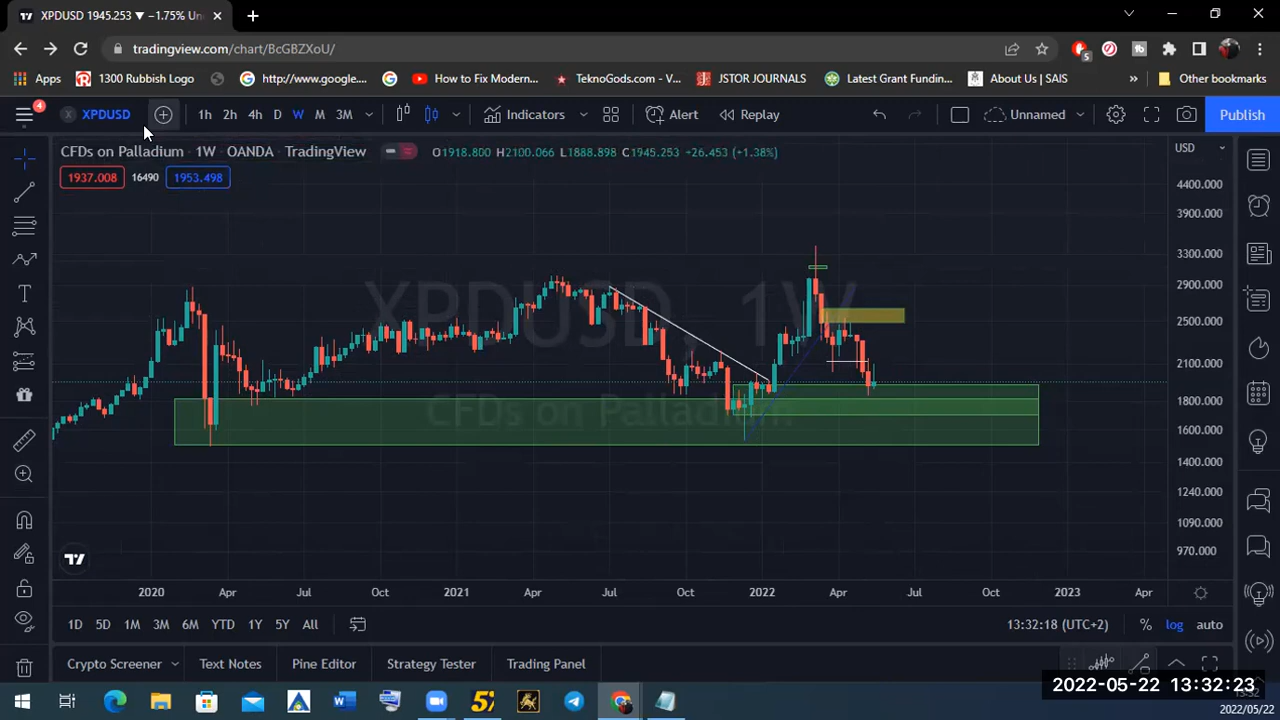 XPDUSD 1945.253 ▼ −1.75% Un
tradingview.com/chart/BcGBZXoU/
Apps
1300 Rubbish Logo
http://www.google...
How to Fix Modern...
TeknoGods.com - V...
JSTOR JOURNALS
Latest Grant Fundin...
About Us | SAIS
»
Other bookmarks
5
4
XPDUSD
1h 2h 4h D W M 3M
Indicators
Alert
Replay
Unnamed
Publish
CFDs on Palladium · 1W · OANDA · TradingView
O1918.800 H2100.066 L1888.898 C1945.253 +26.453 (+1.38%)
USD
1937.008 16490 1953.498
XPDUSD, 1W
CFDs on Palladium
4400.000
3900.000
3300.000
2900.000
2500.000
2100.000
1800.000
1600.000
1400.000
1240.000
1090.000
970.000
2020 Apr Jul Oct 2021 Apr Jul Oct 2022 Apr Jul Oct 2023 Apr
1D 5D 1M 3M 6M YTD 1Y 5Y All
13:32:18 (UTC+2)
% log auto
Crypto Screener
Text Notes
Pine Editor
Strategy Tester
Trading Panel
2022-05-22 13:32:23
2022/05/22